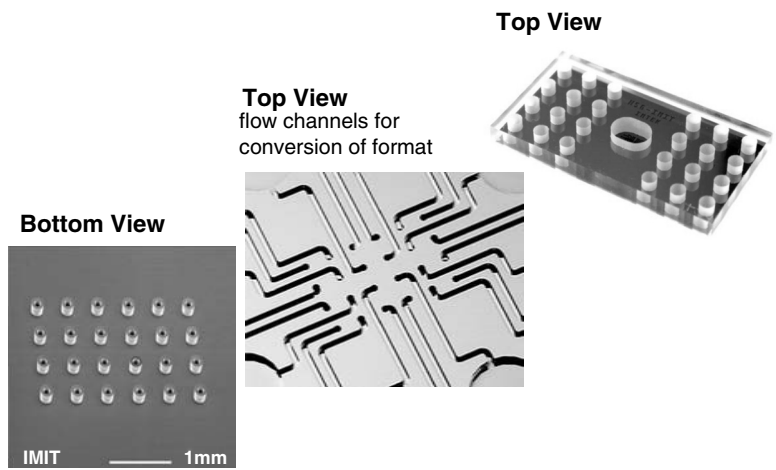 Top View
Top View
flow channels for
conversion of format
Bottom View
IMIT
1mm